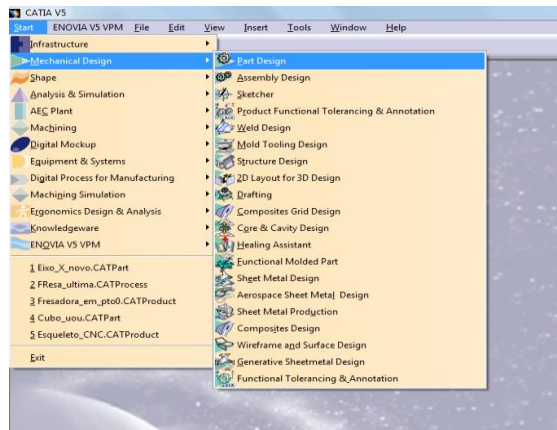 CATIA V5
Start ENOVIA V5 VPM File Edit View Insert Tools Window Help
Infrastructure
Mechanical Design
Shape
Analysis & Simulation
AEC Plant
Machining
Digital Mockup
Equipment & Systems
Digital Process for Manufacturing
Machining Simulation
Ergonomics Design & Analysis
Knowledgeware
ENOVIA V5 VPM
1 Eixo_X_novo.CATPart
2 FResa_ultima.CATProcess
3 Fresadora_em_pto0.CATProduct
4 Cubo_uou.CATPart
5 Esqueleto_CNC.CATProduct
Exit
Part Design
Assembly Design
Sketcher
Product Functional Tolerancing & Annotation
Weld Design
Mold Tooling Design
Structure Design
2D Layout for 3D Design
Drafting
Composites Grid Design
Core & Cavity Design
Healing Assistant
Functional Molded Part
Sheet Metal Design
Aerospace Sheet Metal Design
Sheet Metal Production
Composites Design
Wireframe and Surface Design
Generative Sheetmetal Design
Functional Tolerancing & Annotation